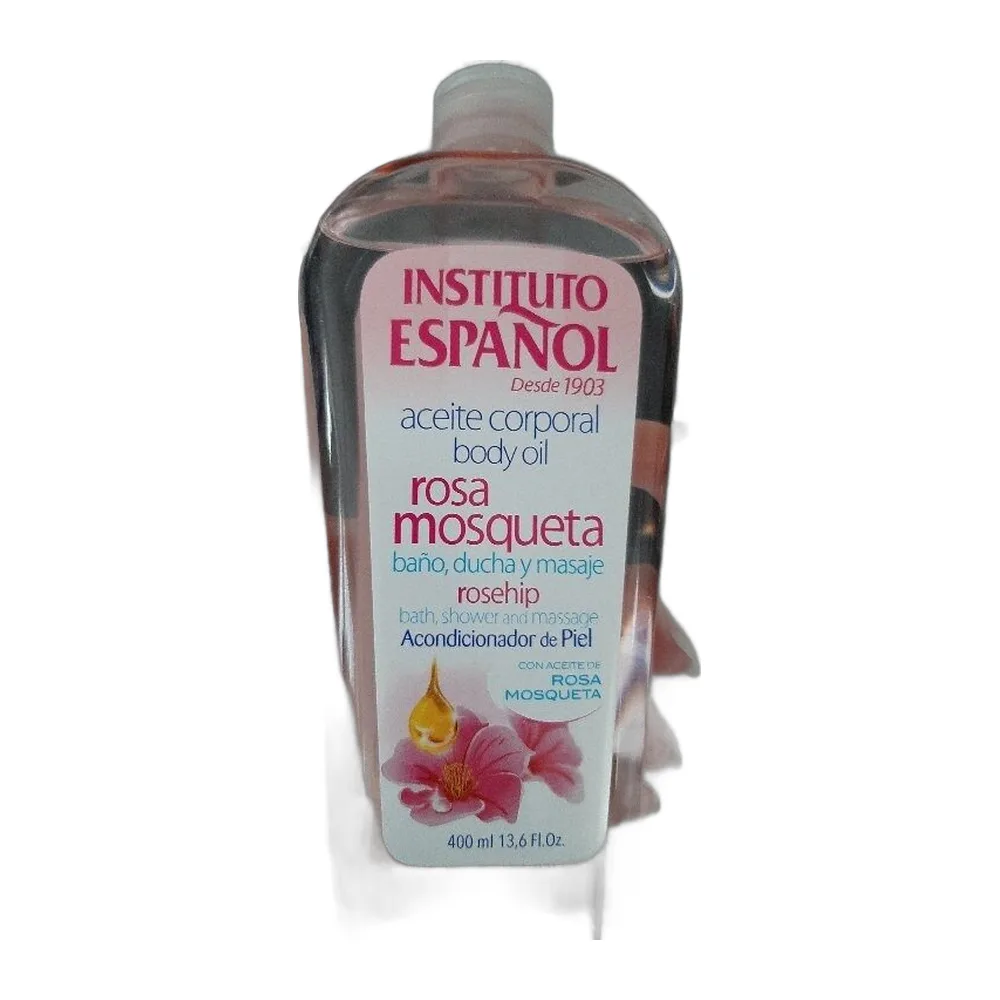 INSTITUTO
ESPAÑOL
Desde 1903
aceite corporal
body oil
rosa
mosqueta
baño, ducha y masaje
rosehip
bath, shower and massage
Acondicionador de Piel
CON ACEITE DE
ROSA
MOSQUETA
400 ml 13,6 Fl.Oz.